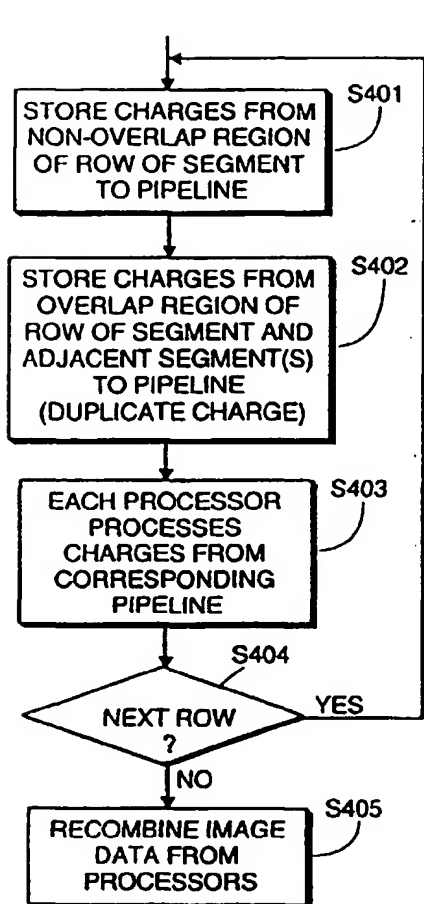 S401
STORE CHARGES FROM
NON-OVERLAP REGION
OF ROW OF SEGMENT
TO PIPELINE
S402
STORE CHARGES FROM
OVERLAP REGION OF
ROW OF SEGMENT AND
ADJACENT SEGMENT(S)
TO PIPELINE
(DUPLICATE CHARGE)
S403
EACH PROCESSOR
PROCESSES
CHARGES FROM
CORRESPONDING
PIPELINE
S404
NEXT ROW
?
YES
NO
S405
RECOMBINE IMAGE
DATA FROM
PROCESSORS